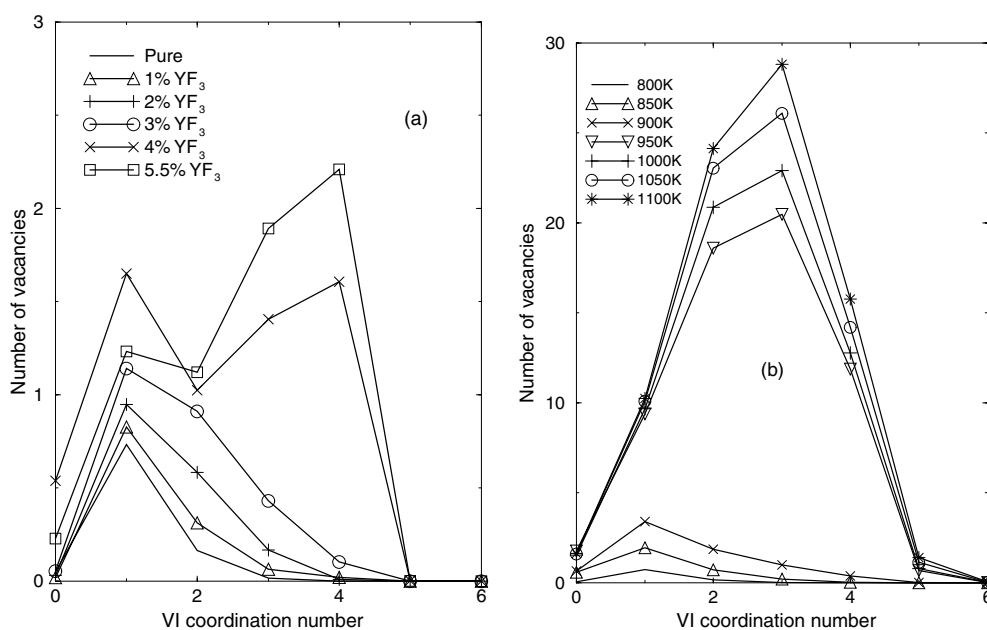 3
2
1
0
Number of vacancies
Pure
1% YF₃
2% YF₃
3% YF₃
4% YF₃
5.5% YF₃
(a)
0 2 4 6
VI coordination number
30
20
10
0
Number of vacancies
800K
850K
900K
950K
1000K
1050K
1100K
(b)
0 2 4 6
VI coordination number